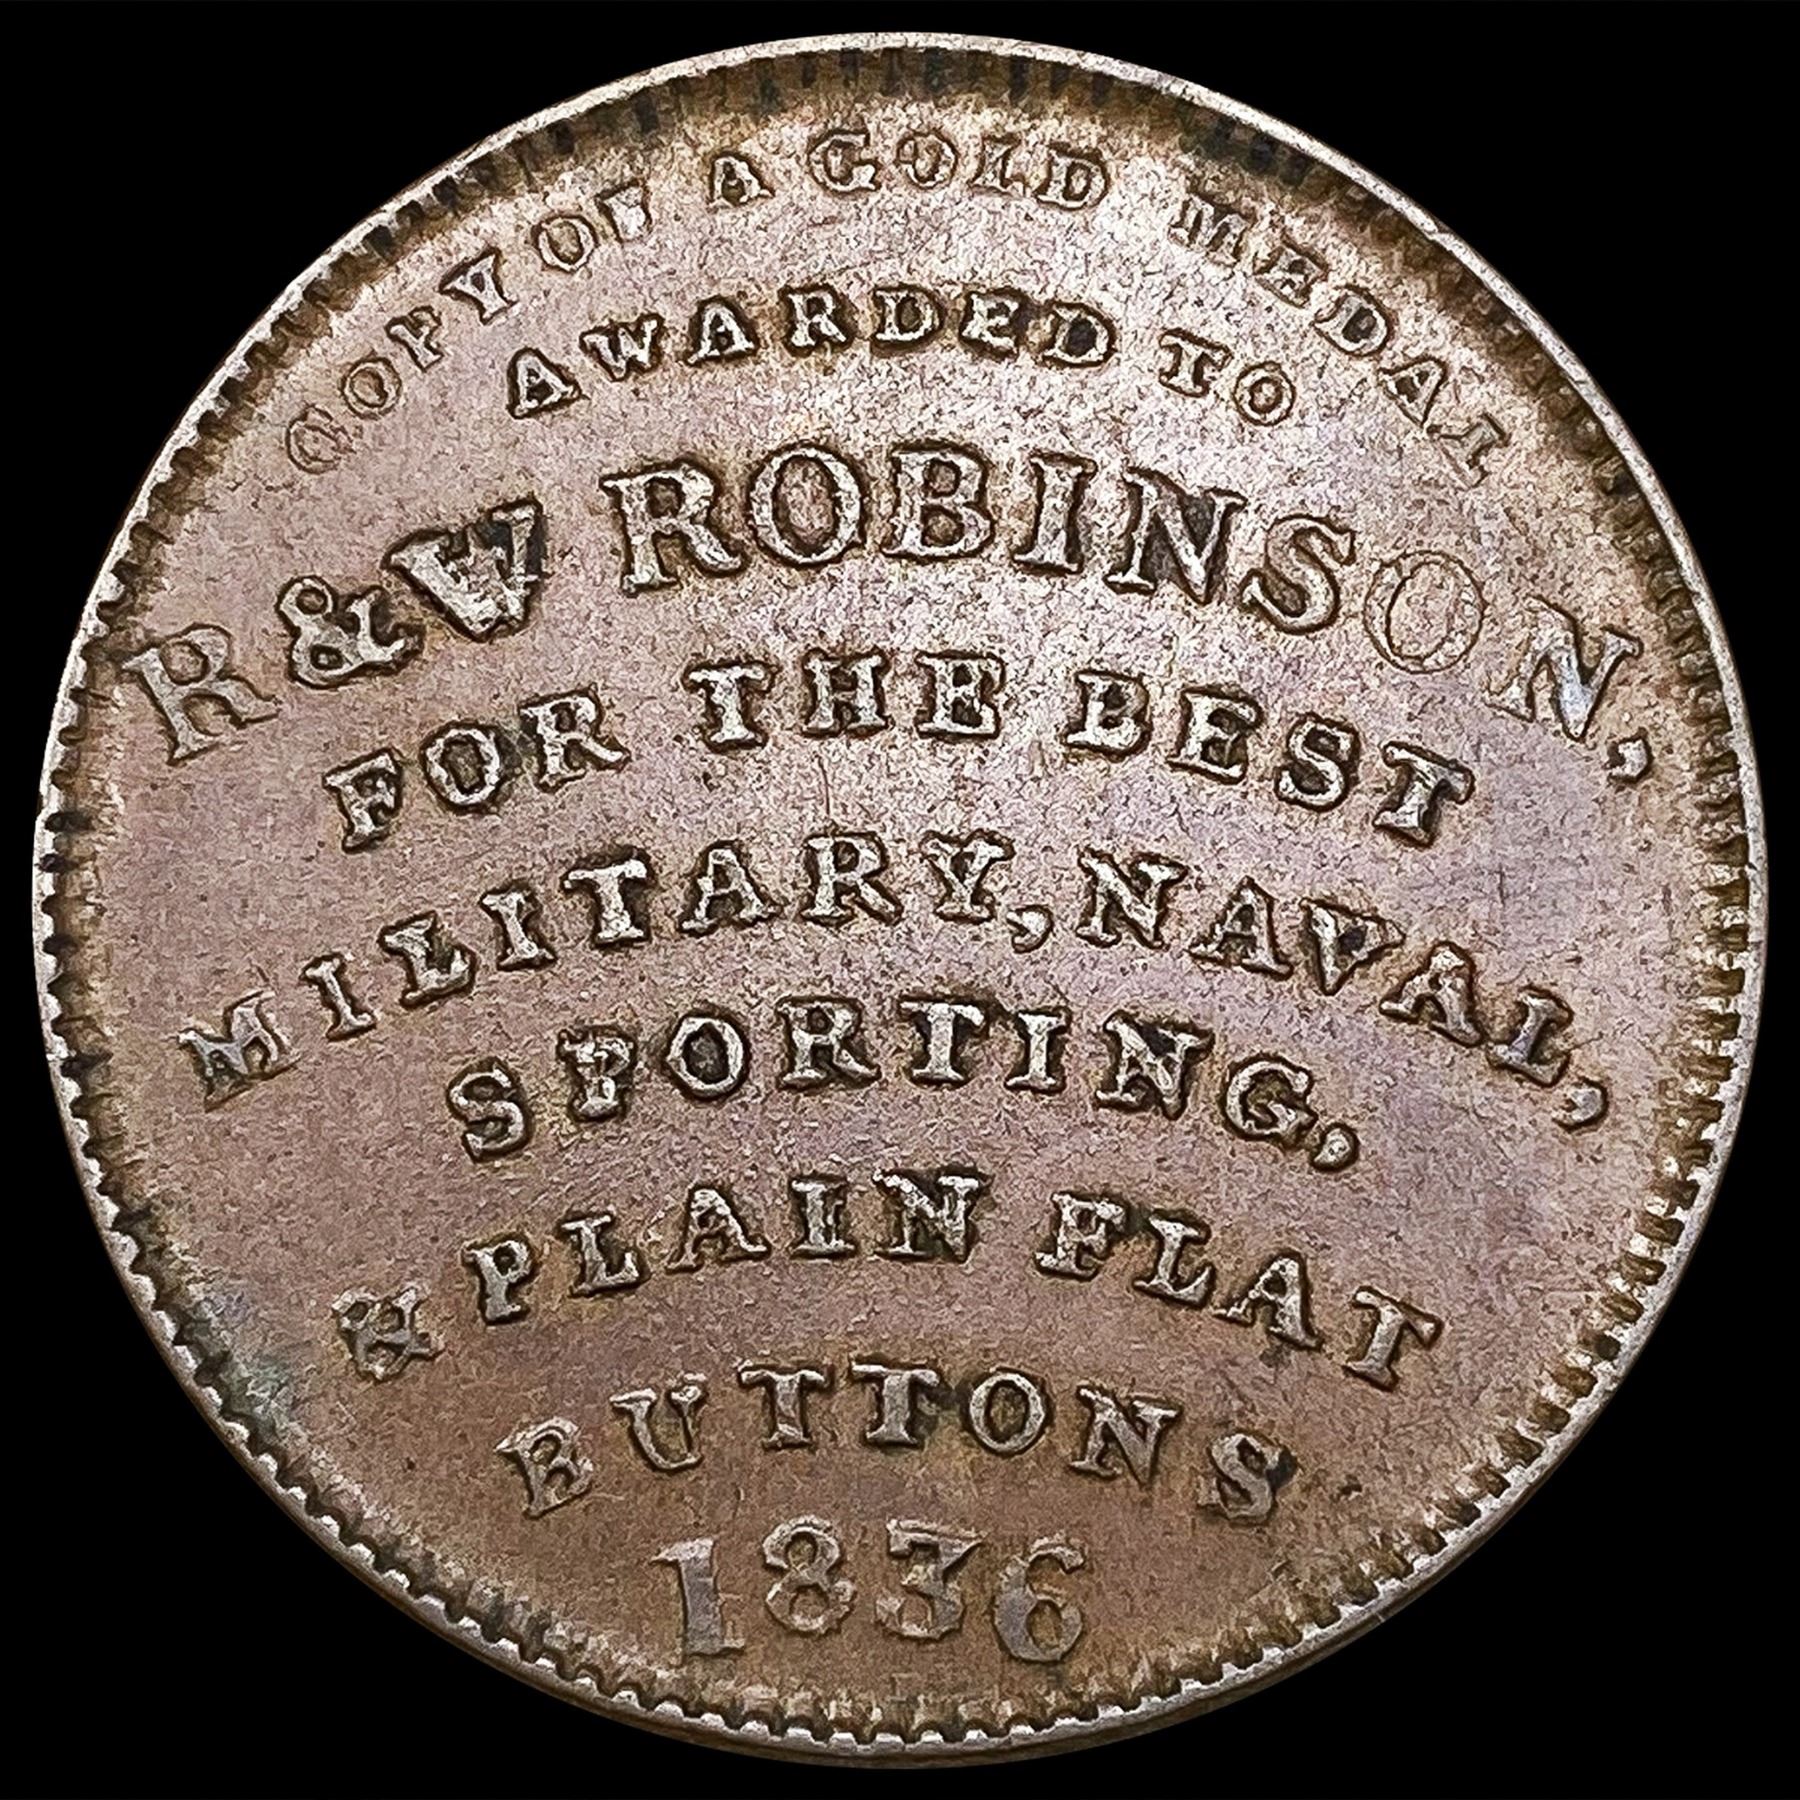 COPY OF A GOLD MEDAL
AWARDED TO
R & W ROBINSON,
FOR THE BEST
MILITARY, NAVAL,
SPORTING,
& PLAIN FLAT
BUTTONS
1836